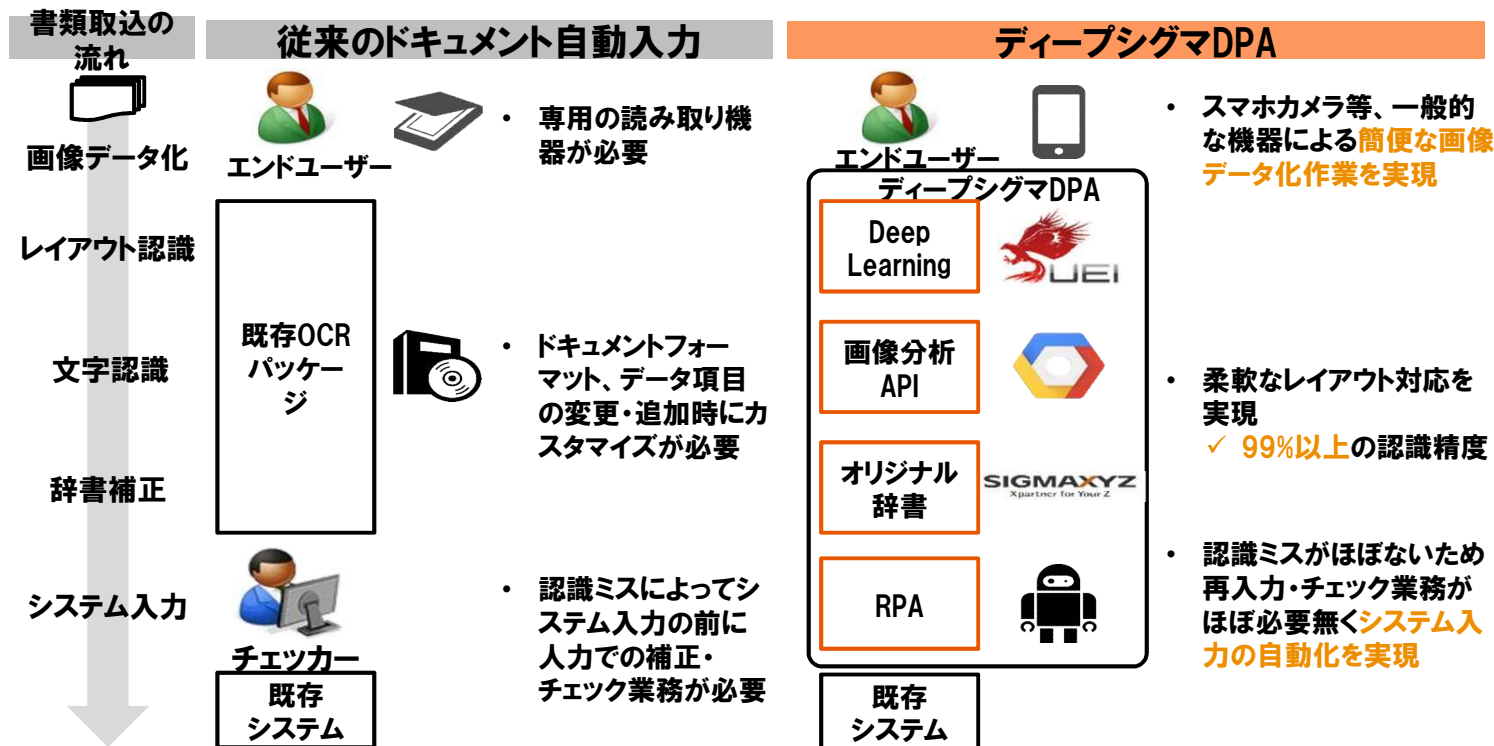 書類取込の
流れ
従来のドキュメント自動入力
ディープシグマDPA
画像データ化
エンドユーザー
・ 専用の読み取り機
器が必要
エンドユーザー
・ スマホカメラ等、一般的
な機器による簡便な画像
データ化作業を実現
ディープシグマDPA
レイアウト認識
文字認識
辞書補正
既存OCR
パッケー
ジ
・ ドキュメントフォー
マット、データ項目
の変更・追加時にカ
スタマイズが必要
Deep
Learning
UEI
画像分析
API
オリジナル
辞書
SIGMAXYZ
Xpartner for Your Z
・ 柔軟なレイアウト対応を
実現
✓ 99%以上の認識精度
システム入力
チェッカー
・ 認識ミスによってシ
ステム入力の前に
人力での補正・
チェック業務が必要
RPA
・ 認識ミスがほぼないため
再入力・チェック業務が
ほぼ必要無くシステム入
力の自動化を実現
既存
システム
既存
システム